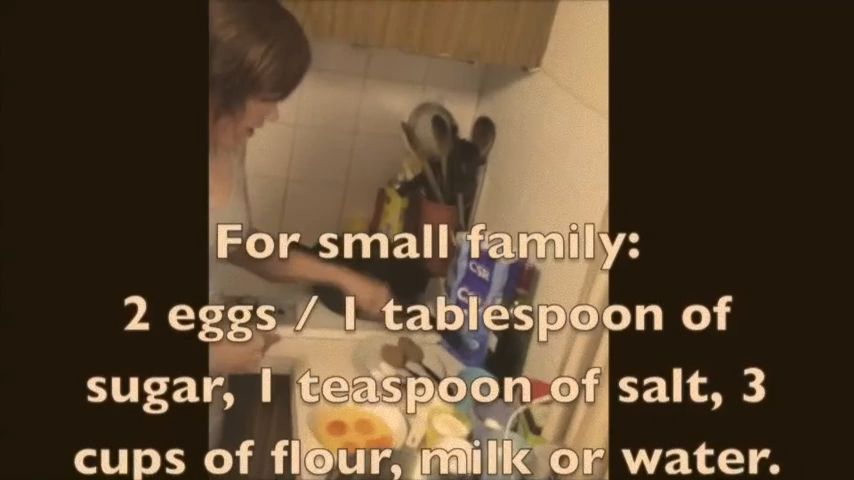 For small family:
2 eggs / 1 tablespoon of
sugar, 1 teaspoon of salt, 3
cups of flour, milk or water.
CSR